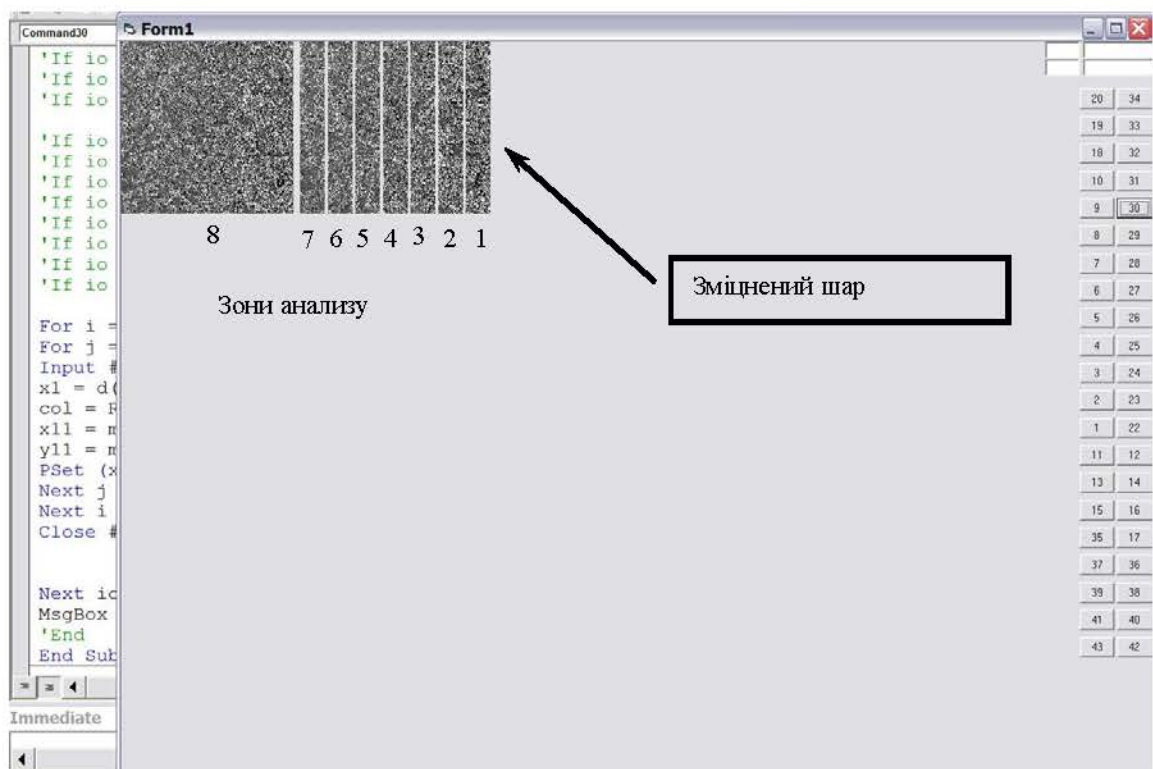 Command30
Form1
'If io
'If io
'If io
'If io
'If io
'If io
'If io
'If io
'If io
'If io
'If io
For i =
For j =
Input #
x1 = d(
col = R
x11 = m
y11 = m
PSet (x
Next j
Next i
Close #
Next io
MsgBox
'End
End Sub
Immediate
8 7 6 5 4 3 2 1
Зони анализу
Зміцнений шар
20 34
19 33
18 32
10 31
9 30
8 29
7 28
6 27
5 26
4 25
3 24
2 23
1 22
11 12
13 14
15 16
35 17
37 36
39 38
41 40
43 42